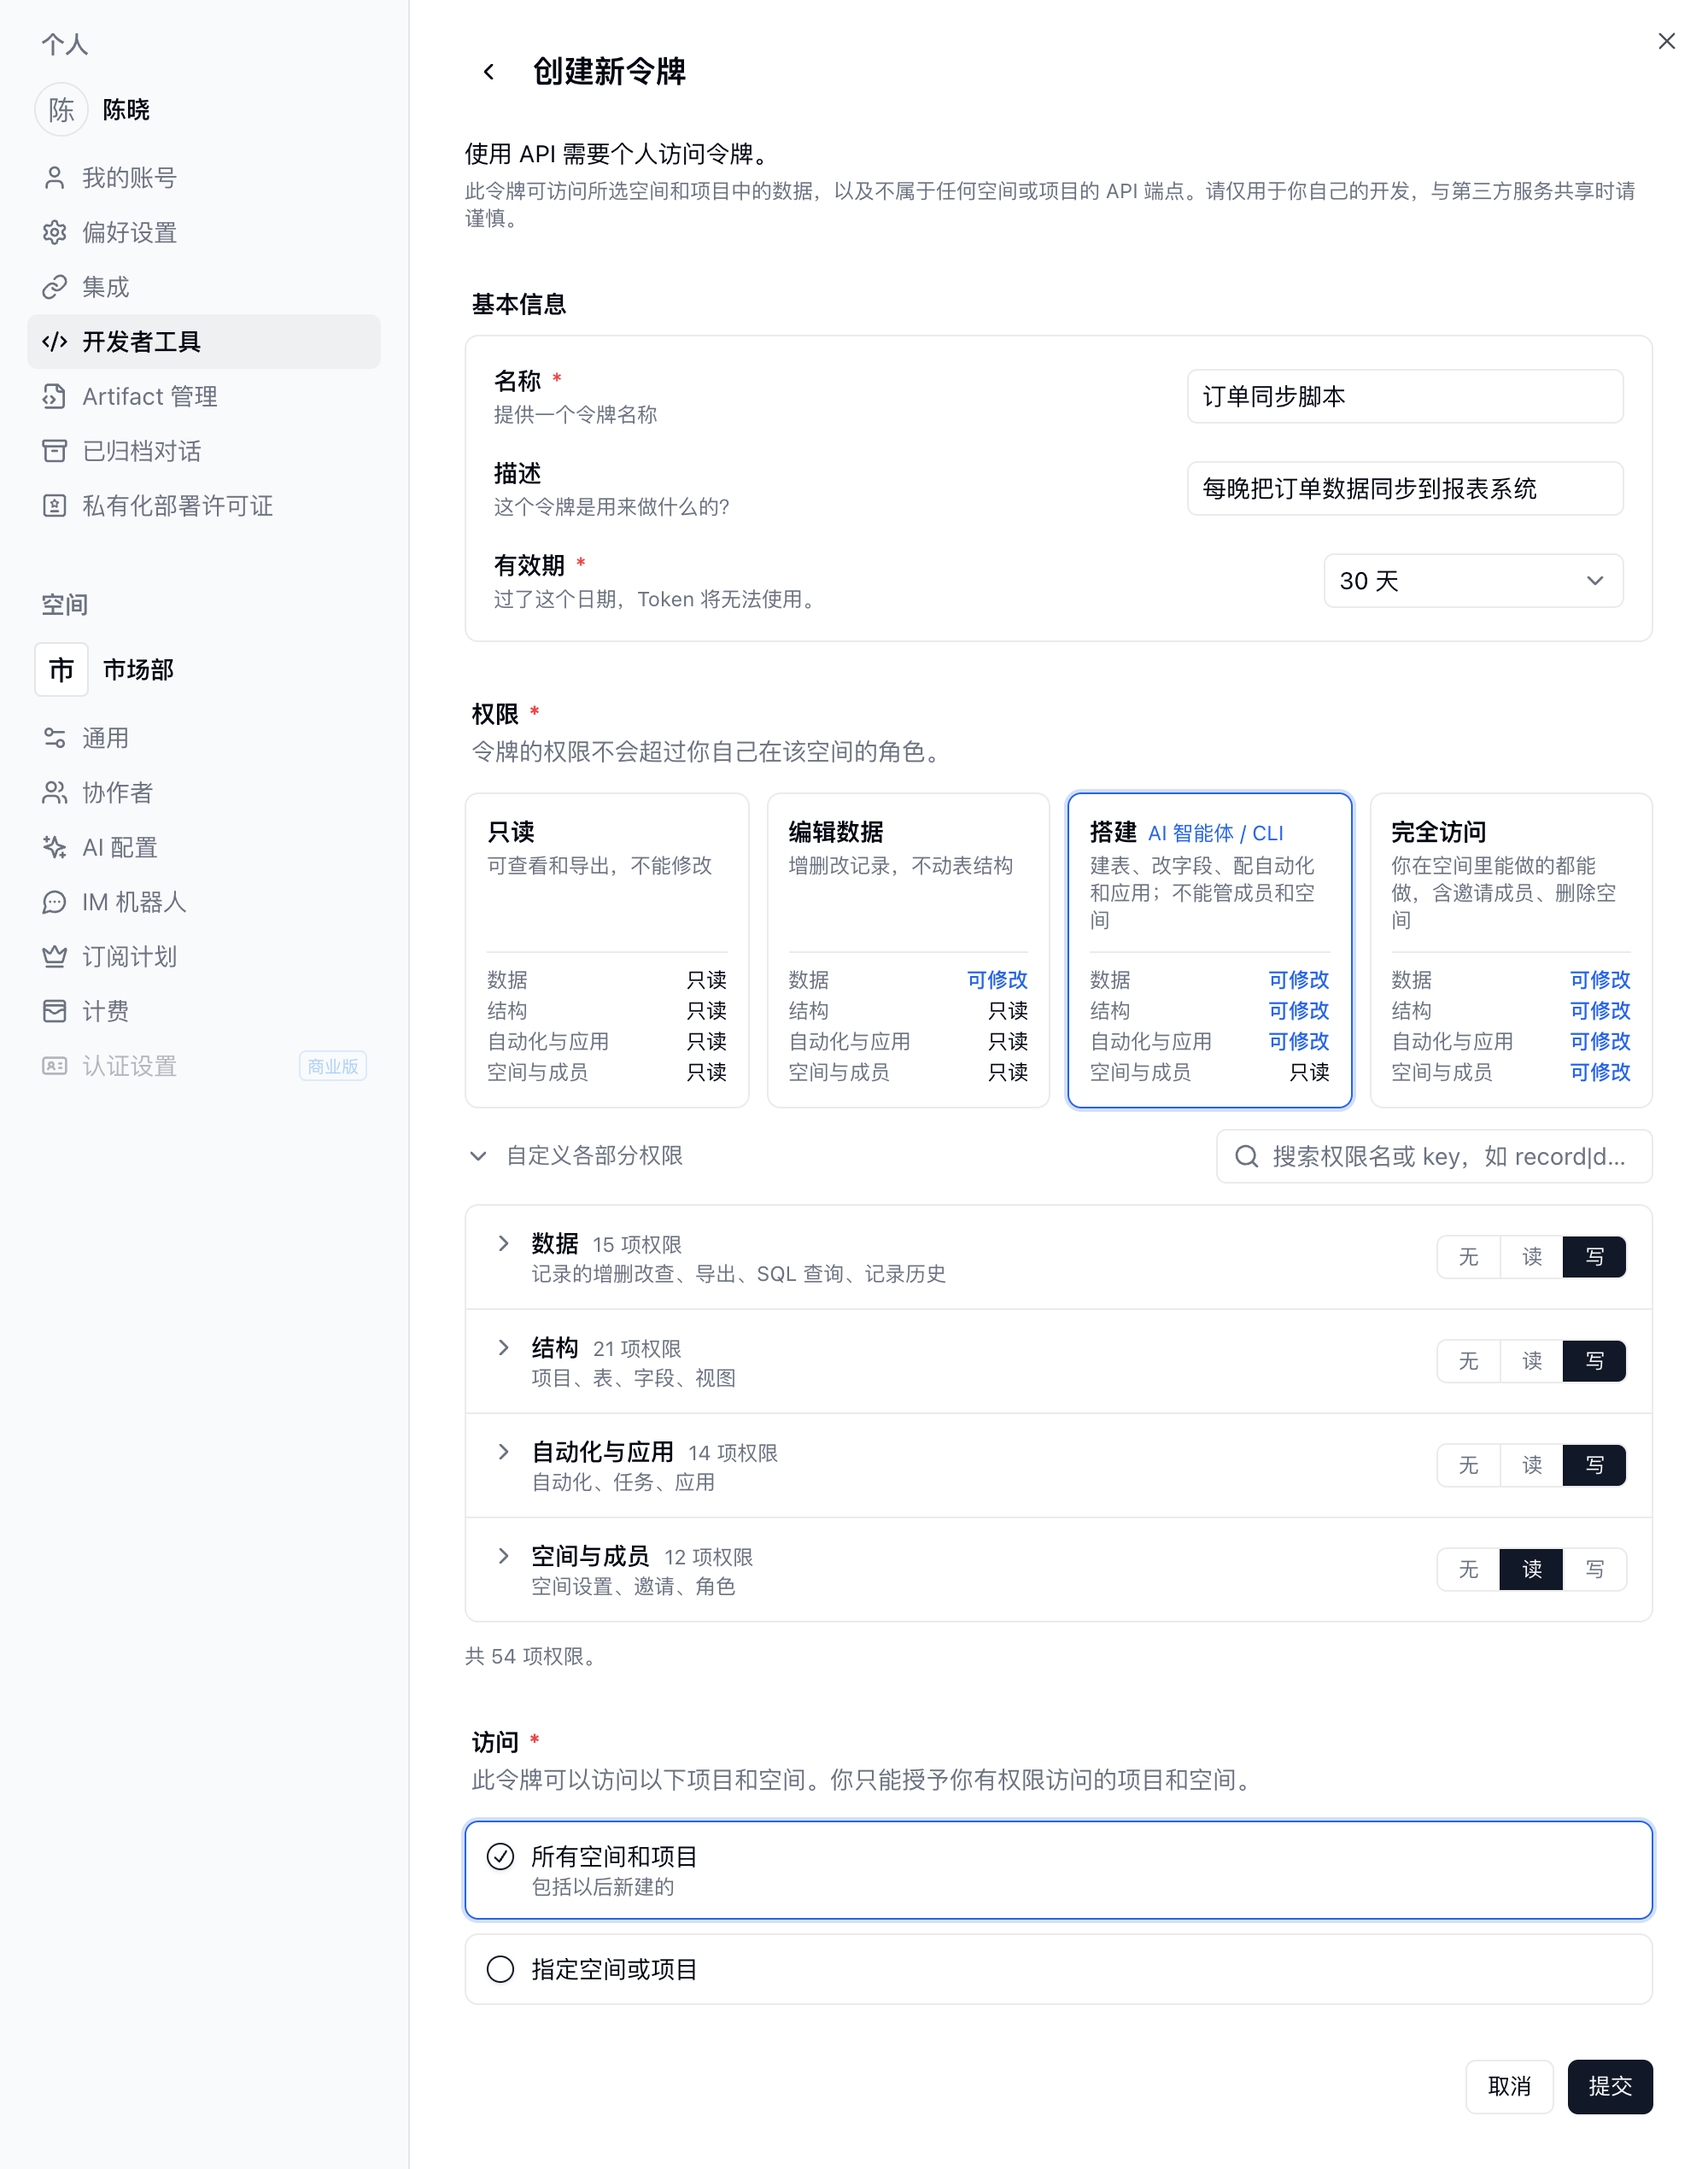 个人
陈
陈晓
我的账号
偏好设置
集成
开发者工具
Artifact 管理
已归档对话
私有化部署许可证
空间
市
市场部
通用
协作者
AI 配置
IM 机器人
订阅计划
计费
认证设置
商业版
创建新令牌
使用 API 需要个人访问令牌。
此令牌可访问所选空间和项目中的数据，以及不属于任何空间或项目的 API 端点。请仅用于你自己的开发，与第三方服务共享时请
谨慎。
基本信息
名称 *
提供一个令牌名称
订单同步脚本
描述
这个令牌是用来做什么的?
每晚把订单数据同步到报表系统
有效期 *
过了这个日期，Token 将无法使用。
30 天
权限 *
令牌的权限不会超过你自己在该空间的角色。
只读
可查看和导出，不能修改
数据 只读
结构 只读
自动化与应用 只读
空间与成员 只读
编辑数据
增删改记录，不动表结构
数据 可修改
结构 只读
自动化与应用 只读
空间与成员 只读
搭建 AI 智能体 / CLI
建表、改字段、配自动化
和应用；不能管成员和空
间
数据 可修改
结构 可修改
自动化与应用 可修改
空间与成员 只读
完全访问
你在空间里能做的都能
做，含邀请成员、删除空
间
数据 可修改
结构 可修改
自动化与应用 可修改
空间与成员 可修改
自定义各部分权限
搜索权限名或 key，如 record|d...
数据 15 项权限
记录的增删改查、导出、SQL 查询、记录历史
无 读 写
结构 21 项权限
项目、表、字段、视图
无 读 写
自动化与应用 14 项权限
自动化、任务、应用
无 读 写
空间与成员 12 项权限
空间设置、邀请、角色
无 读 写
共 54 项权限。
访问 *
此令牌可以访问以下项目和空间。你只能授予你有权限访问的项目和空间。
所有空间和项目
包括以后新建的
指定空间或项目
取消
提交